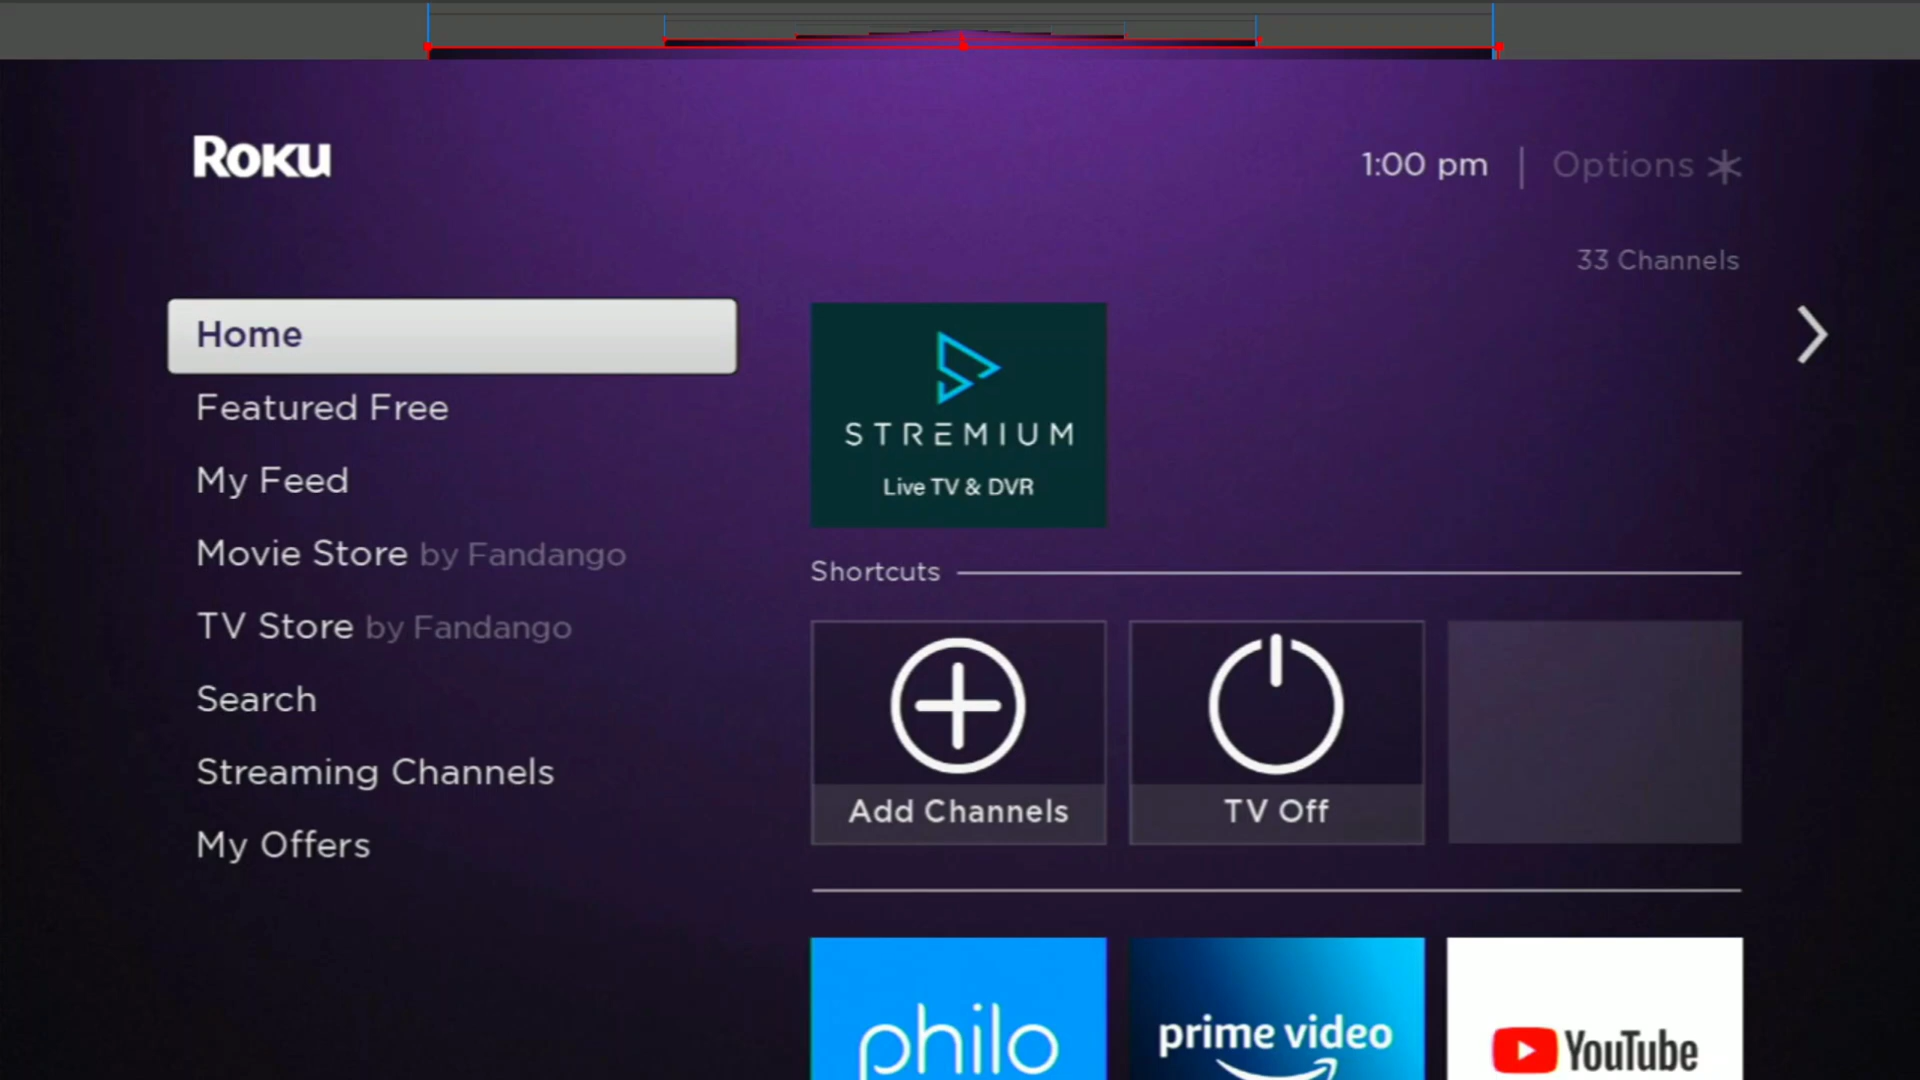 Roku
1:00 pm | Options
33 Channels
Home
Featured Free
My Feed
Movie Store by Fandango
TV Store by Fandango
Search
Streaming Channels
My Offers
STREMIUM
Live TV & DVR
Shortcuts
Add Channels
TV Off
philo
prime video
YouTube